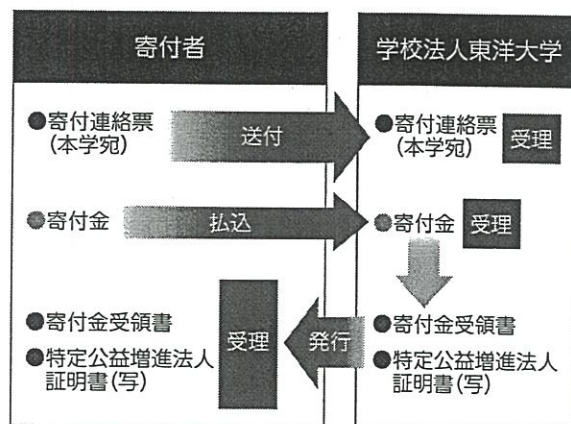 寄付者
学校法人東洋大学
●寄付連絡票
(本学宛)
送付
●寄付連絡票
(本学宛)
受理
●寄付金
払込
●寄付金
受理
●寄付金受領書
●特定公益増進法人
証明書(写)
受理
発行
●寄付金受領書
●特定公益増進法人
証明書(写)